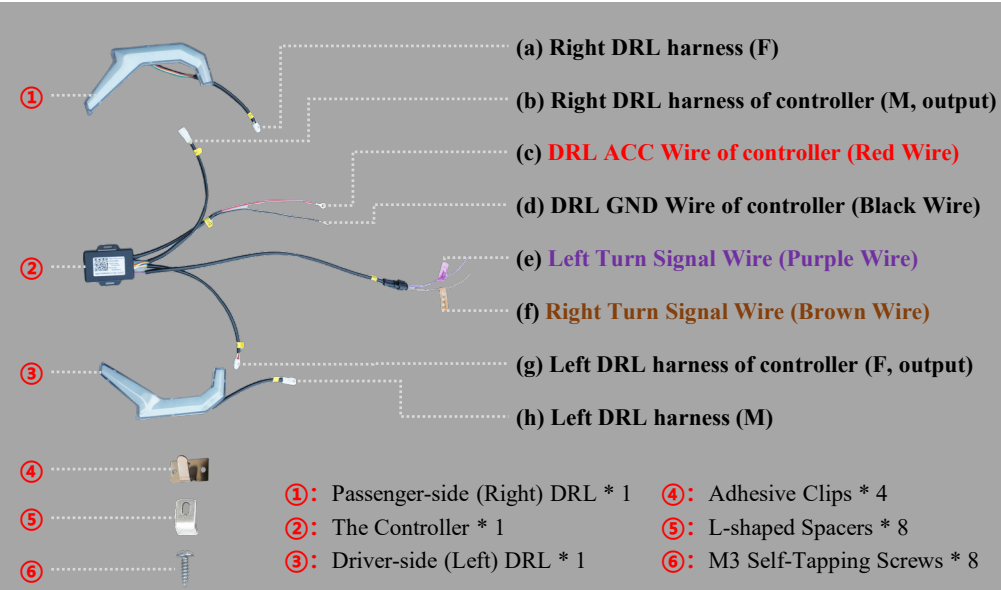 (a) Right DRL harness (F)
①
(b) Right DRL harness of controller (M, output)
(c) DRL ACC Wire of controller (Red Wire)
(d) DRL GND Wire of controller (Black Wire)
②
(e) Left Turn Signal Wire (Purple Wire)
(f) Right Turn Signal Wire (Brown Wire)
(g) Left DRL harness of controller (F, output)
③
(h) Left DRL harness (M)
④
⑤
⑥
①: Passenger-side (Right) DRL * 1
②: The Controller * 1
③: Driver-side (Left) DRL * 1
④: Adhesive Clips * 4
⑤: L-shaped Spacers * 8
⑥: M3 Self-Tapping Screws * 8